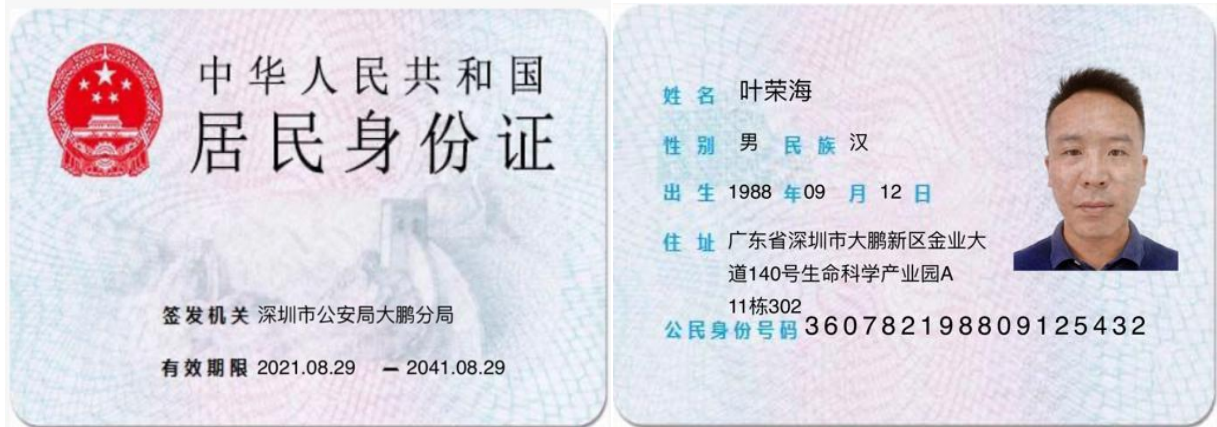 中华人民共和国
居民身份证
签发机关 深圳市公安局大鹏分局
有效期限 2021.08.29 — 2041.08.29
姓名 叶荣海
性别 男 民族 汉
出生 1988 年 09 月 12 日
住址 广东省深圳市大鹏新区金业大
道140号生命科学产业园A
11栋302
公民身份号码 360782198809125432